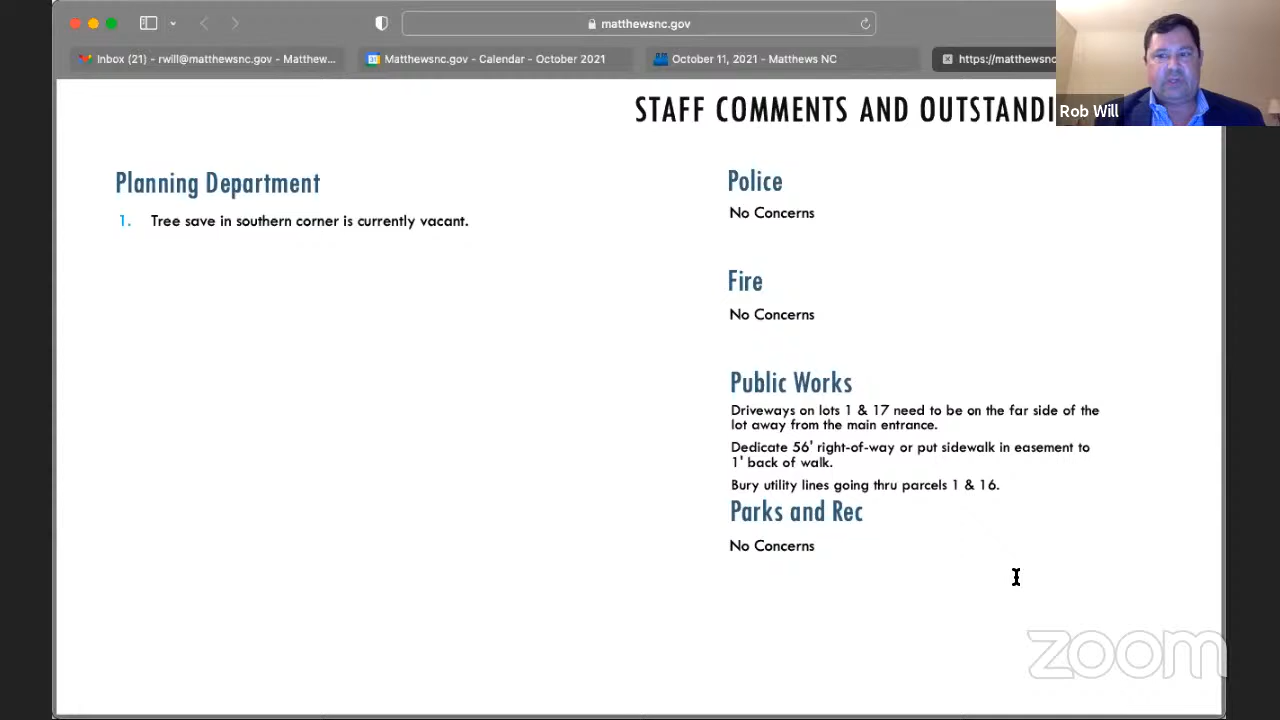 matthewsnc.gov
Inbox (21) - rwill@matthewsnc.gov - Matthew...
Matthewsnc.gov - Calendar - October 2021
October 11, 2021 - Matthews NC
https://matthewsnc
Rob Will
STAFF COMMENTS AND OUTSTANDI
Planning Department
1. Tree save in southern corner is currently vacant.
Police
No Concerns
Fire
No Concerns
Public Works
Driveways on lots 1 & 17 need to be on the far side of the
lot away from the main entrance.
Dedicate 56' right-of-way or put sidewalk in easement to
1' back of walk.
Bury utility lines going thru parcels 1 & 16.
Parks and Rec
No Concerns
zoom